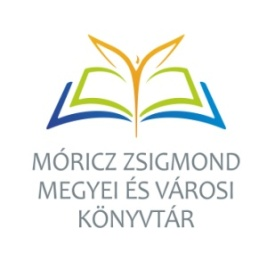 MÓRICZ ZSIGMOND
MEGYEI ÉS VÁROSI
KÖNYVTÁR